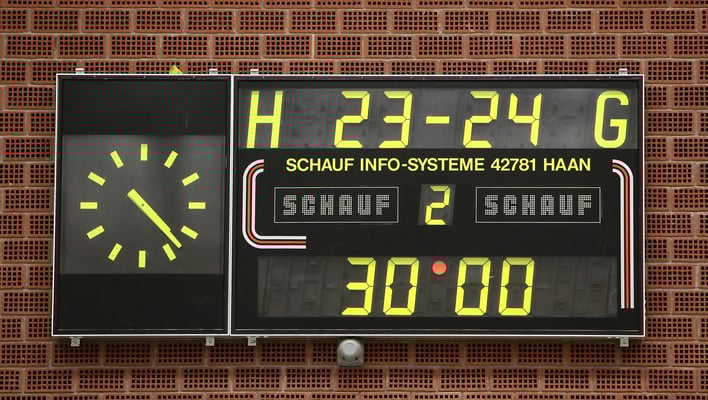 H 23-24 G
SCHAUF INFO-SYSTEME 42781 HAAN
SCHAUF 2 SCHAUF
30 00